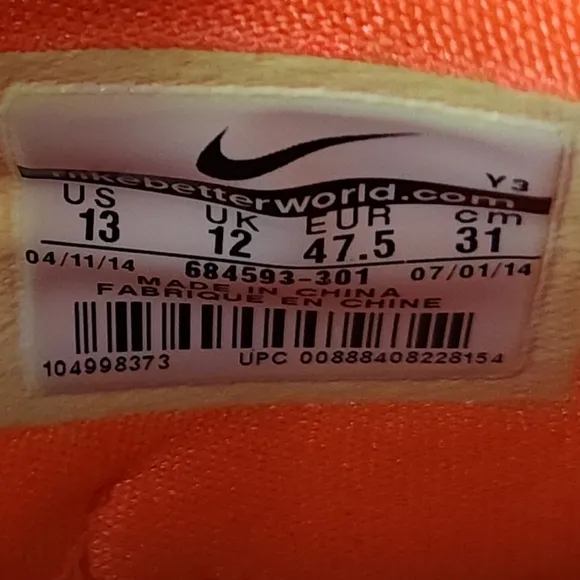 nikebetterworld.com
Y3
US UK EUR cm
13 12 47.5 31
04/11/14 684593-301 07/01/14
MADE IN CHINA
FABRIQUE EN CHINE
104998373 UPC 00888408228154